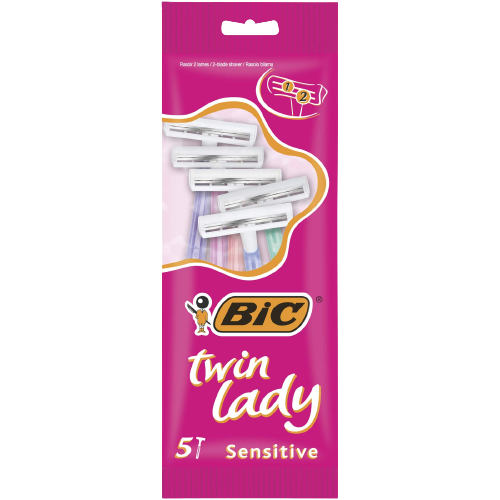 Rasoir 2 lames / 2-blade shaver / Rasoio bilama
1
2
BIC ®
twin
lady
5 Sensitive